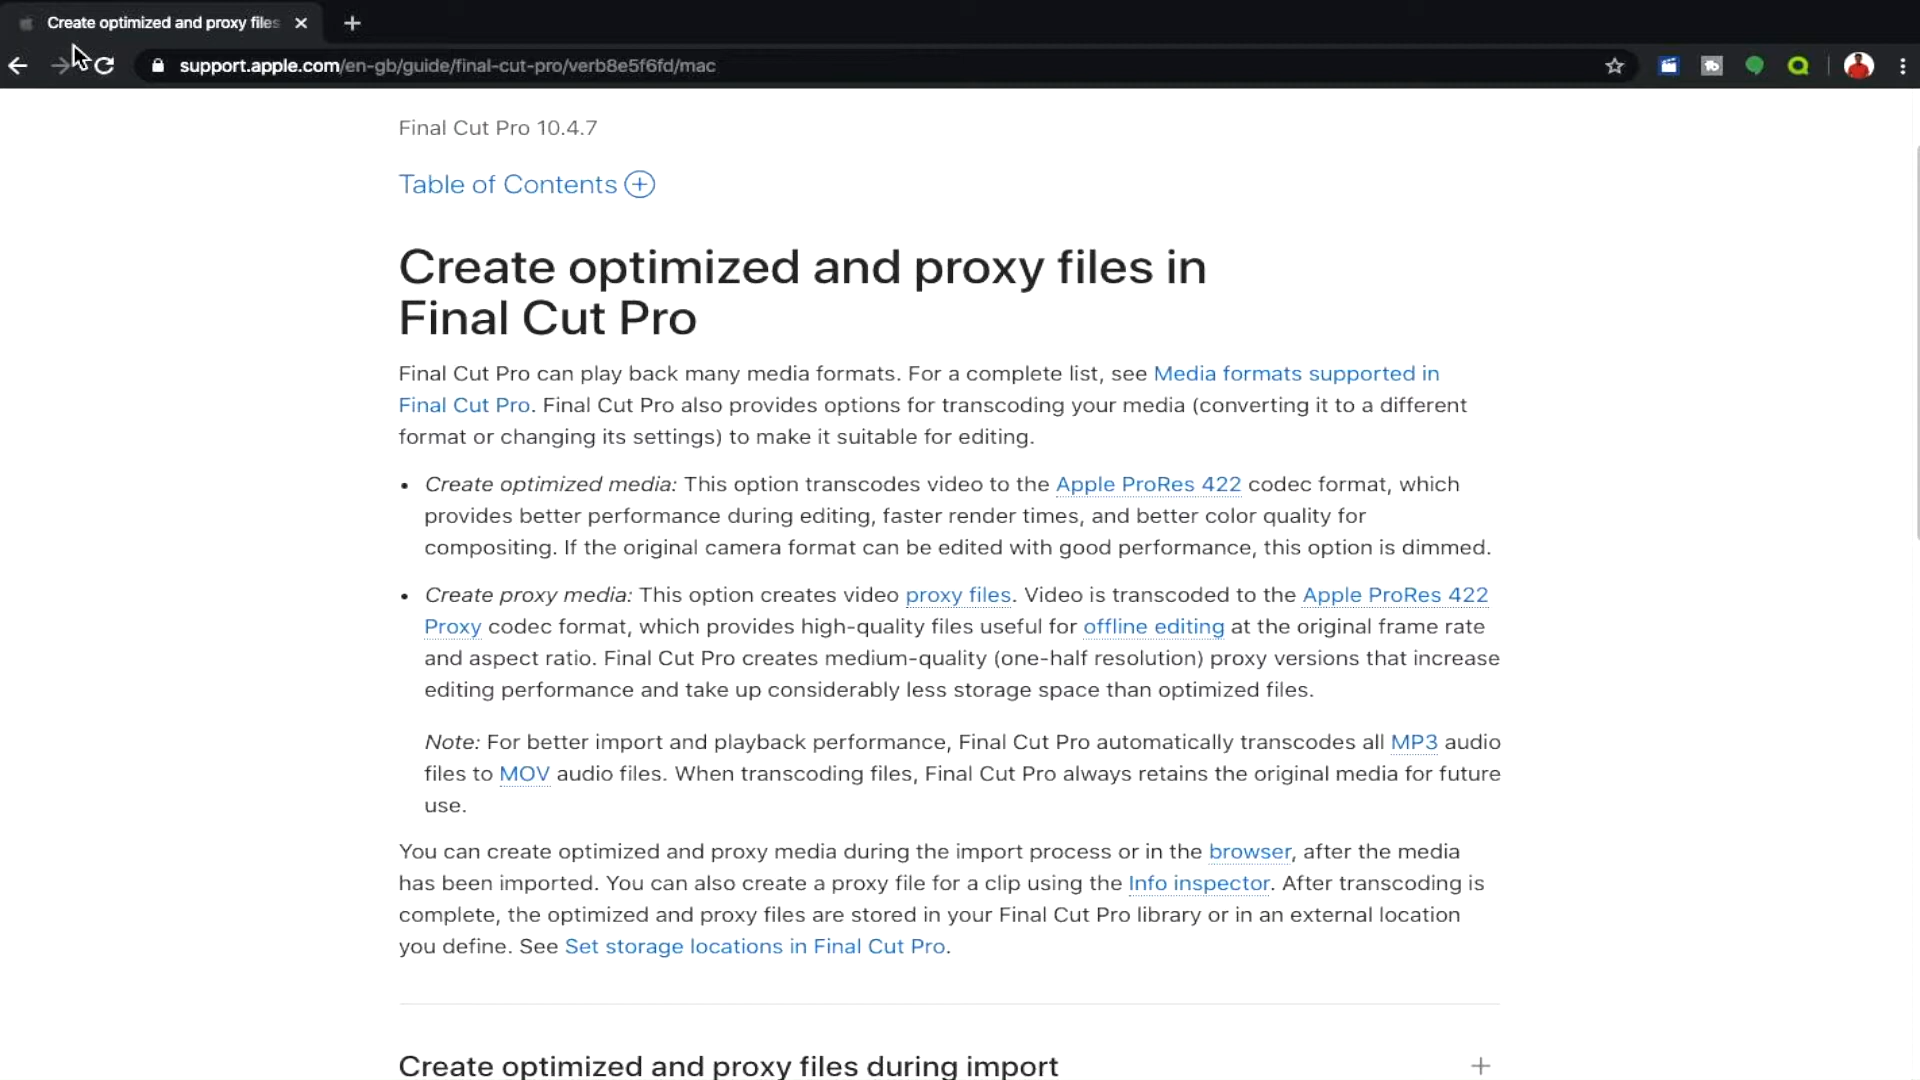 Create optimized and proxy files
support.apple.com/en-gb/guide/final-cut-pro/verb8e5f6fd/mac
Final Cut Pro 10.4.7
Table of Contents
Create optimized and proxy files in
Final Cut Pro
Final Cut Pro can play back many media formats. For a complete list, see Media formats supported in
Final Cut Pro. Final Cut Pro also provides options for transcoding your media (converting it to a different
format or changing its settings) to make it suitable for editing.
• Create optimized media: This option transcodes video to the Apple ProRes 422 codec format, which
provides better performance during editing, faster render times, and better color quality for
compositing. If the original camera format can be edited with good performance, this option is dimmed.
• Create proxy media: This option creates video proxy files. Video is transcoded to the Apple ProRes 422
Proxy codec format, which provides high-quality files useful for offline editing at the original frame rate
and aspect ratio. Final Cut Pro creates medium-quality (one-half resolution) proxy versions that increase
editing performance and take up considerably less storage space than optimized files.
Note: For better import and playback performance, Final Cut Pro automatically transcodes all MP3 audio
files to MOV audio files. When transcoding files, Final Cut Pro always retains the original media for future
use.
You can create optimized and proxy media during the import process or in the browser, after the media
has been imported. You can also create a proxy file for a clip using the Info inspector. After transcoding is
complete, the optimized and proxy files are stored in your Final Cut Pro library or in an external location
you define. See Set storage locations in Final Cut Pro.
Create optimized and proxy files during import